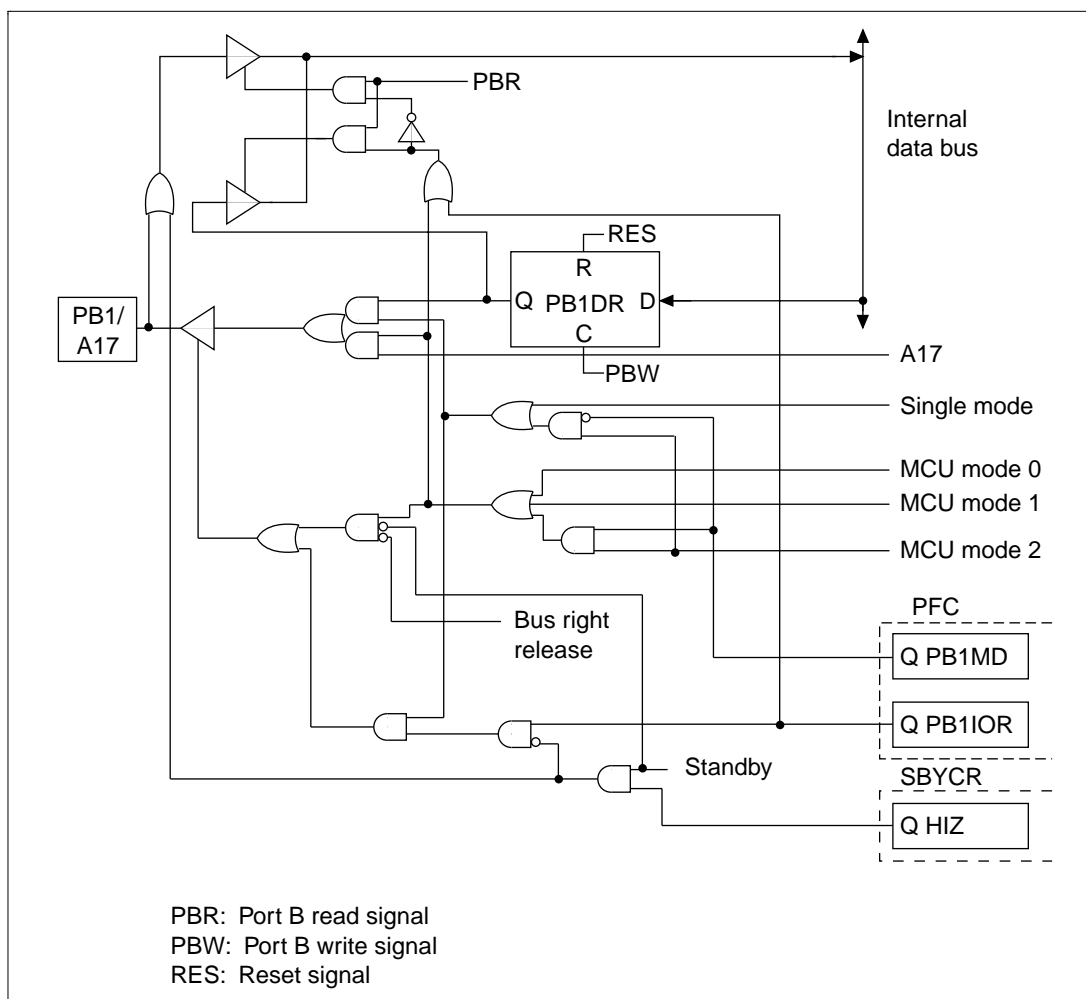 PBR
Internal
data bus
RES
R
Q
PB1DR
D
C
PB1/
A17
PBW
A17
Single mode
MCU mode 0
MCU mode 1
MCU mode 2
Bus right
release
PFC
Q PB1MD
Q PB1IOR
Standby
SBYCR
Q HIZ
PBR: Port B read signal
PBW: Port B write signal
RES: Reset signal